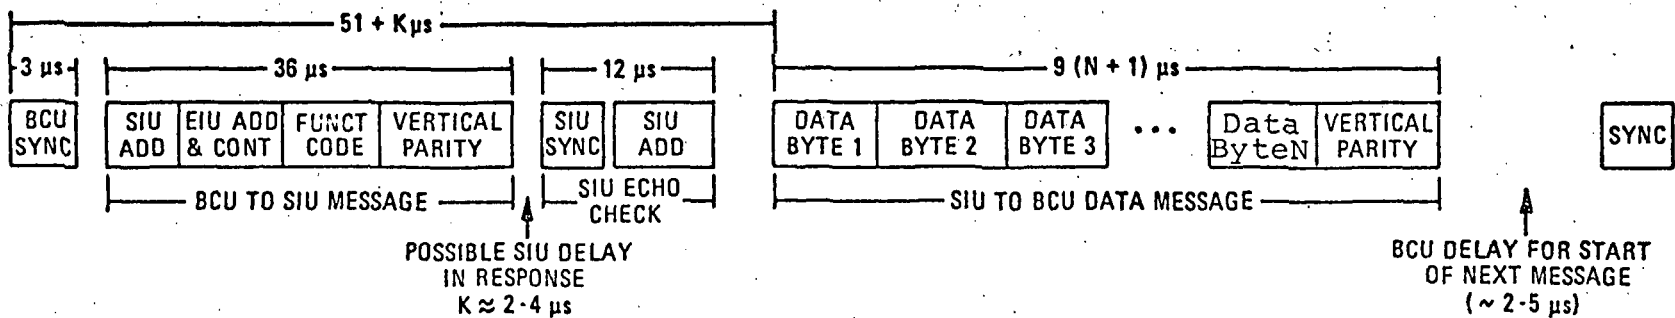 51 + Kµs
3 µs
36 µs
12 µs
9 (N + 1) µs
BCU
SYNC
SIU
ADD
EIU ADD
& CONT
FUNCT
CODE
VERTICAL
PARITY
SIU
SYNC
SIU
ADD
DATA
BYTE 1
DATA
BYTE 2
DATA
BYTE 3
•••
Data
ByteN
VERTICAL
PARITY
SYNC
BCU TO SIU MESSAGE
SIU ECHO
CHECK
SIU TO BCU DATA MESSAGE
POSSIBLE SIU DELAY
IN RESPONSE
K ≈ 2-4 µs
BCU DELAY FOR START
OF NEXT MESSAGE
(~ 2-5 µs)